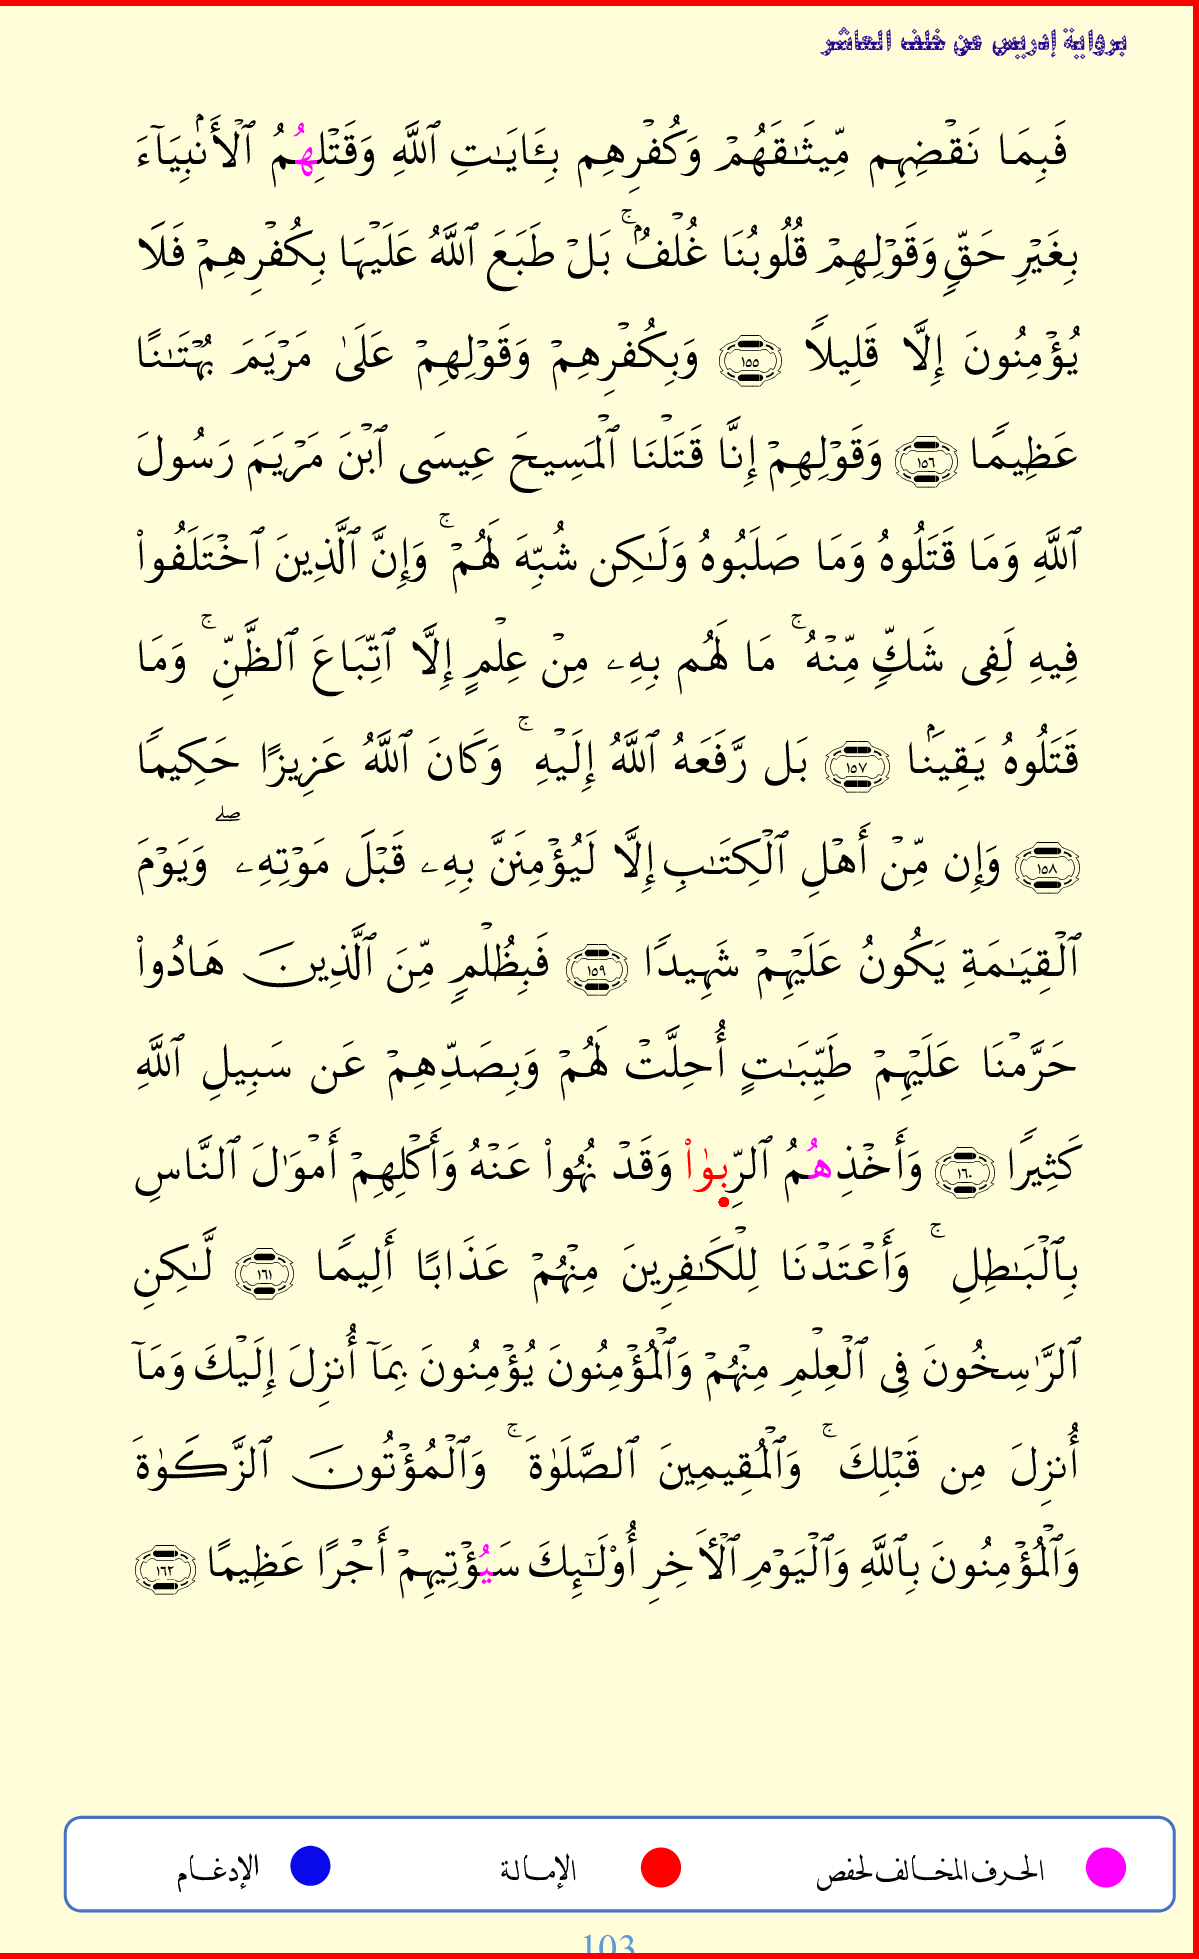 برواية إدريس عن خلف العاشر
فَبِمَا نَقْضِهِم مِّيثَـٰقَهُمْ وَكُفْرِهِم بِـَٔايَـٰتِ ٱللَّهِ وَقَتْلِهُمُ ٱلْأَنۢبِيَآءَ
بِغَيْرِ حَقٍّ وَقَوْلِهِمْ قُلُوبُنَا غُلْفٌۢ ۚ بَلْ طَبَعَ ٱللَّهُ عَلَيْهَا بِكُفْرِهِمْ فَلَا
يُؤْمِنُونَ إِلَّا قَلِيلًا ١٥٥ وَبِكُفْرِهِمْ وَقَوْلِهِمْ عَلَىٰ مَرْيَمَ بُهْتَـٰنًا
عَظِيمًا ١٥٦ وَقَوْلِهِمْ إِنَّا قَتَلْنَا ٱلْمَسِيحَ عِيسَى ٱبْنَ مَرْيَمَ رَسُولَ
ٱللَّهِ وَمَا قَتَلُوهُ وَمَا صَلَبُوهُ وَلَـٰكِن شُبِّهَ لَهُمْ ۚ وَإِنَّ ٱلَّذِينَ ٱخْتَلَفُوا۟
فِيهِ لَفِى شَكٍّ مِّنْهُ ۚ مَا لَهُم بِهِۦ مِنْ عِلْمٍ إِلَّا ٱتِّبَاعَ ٱلظَّنِّ ۚ وَمَا
قَتَلُوهُ يَقِينَۢا ١٥٧ بَل رَّفَعَهُ ٱللَّهُ إِلَيْهِ ۚ وَكَانَ ٱللَّهُ عَزِيزًا حَكِيمًا
١٥٨ وَإِن مِّنْ أَهْلِ ٱلْكِتَـٰبِ إِلَّا لَيُؤْمِنَنَّ بِهِۦ قَبْلَ مَوْتِهِۦ ۖ وَيَوْمَ
ٱلْقِيَـٰمَةِ يَكُونُ عَلَيْهِمْ شَهِيدًا ١٥٩ فَبِظُلْمٍ مِّنَ ٱلَّذِينَ هَادُوا۟
حَرَّمْنَا عَلَيْهِمْ طَيِّبَـٰتٍ أُحِلَّتْ لَهُمْ وَبِصَدِّهِمْ عَن سَبِيلِ ٱللَّهِ
كَثِيرًا ١٦٠ وَأَخْذِهُمُ ٱلرِّبَوٰا۟ وَقَدْ نُهُوا۟ عَنْهُ وَأَكْلِهِمْ أَمْوَٰلَ ٱلنَّاسِ
بِٱلْبَـٰطِلِ ۚ وَأَعْتَدْنَا لِلْكَـٰفِرِينَ مِنْهُمْ عَذَابًا أَلِيمًا ١٦١ لَّـٰكِنِ
ٱلرَّٰسِخُونَ فِى ٱلْعِلْمِ مِنْهُمْ وَٱلْمُؤْمِنُونَ يُؤْمِنُونَ بِمَآ أُنزِلَ إِلَيْكَ وَمَآ
أُنزِلَ مِن قَبْلِكَ ۚ وَٱلْمُقِيمِينَ ٱلصَّلَوٰةَ ۚ وَٱلْمُؤْتُونَ ٱلزَّكَوٰةَ
وَٱلْمُؤْمِنُونَ بِٱللَّهِ وَٱلْيَوْمِ ٱلْـَٔاخِرِ أُو۟لَـٰٓئِكَ سَيُؤْتِيهِمْ أَجْرًا عَظِيمًا ١٦٢
الحرف المخالف لحفص الإمالة الإدغام
103